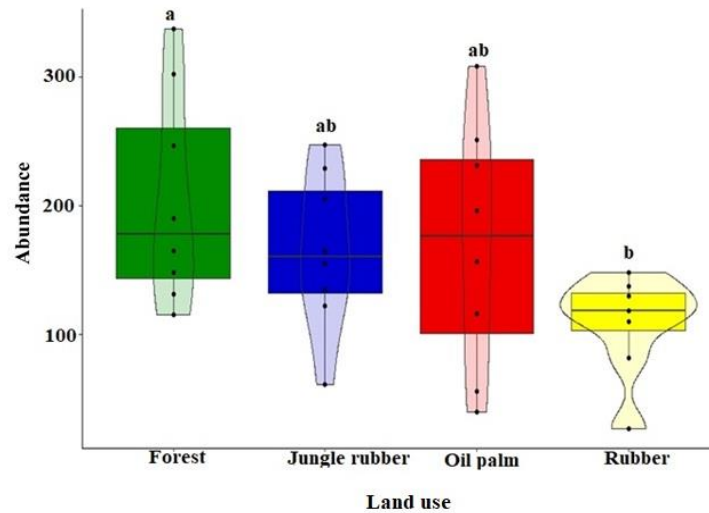 a
ab
ab
b
300
200
100
Abundance
Forest
Jungle rubber
Oil palm
Rubber
Land use